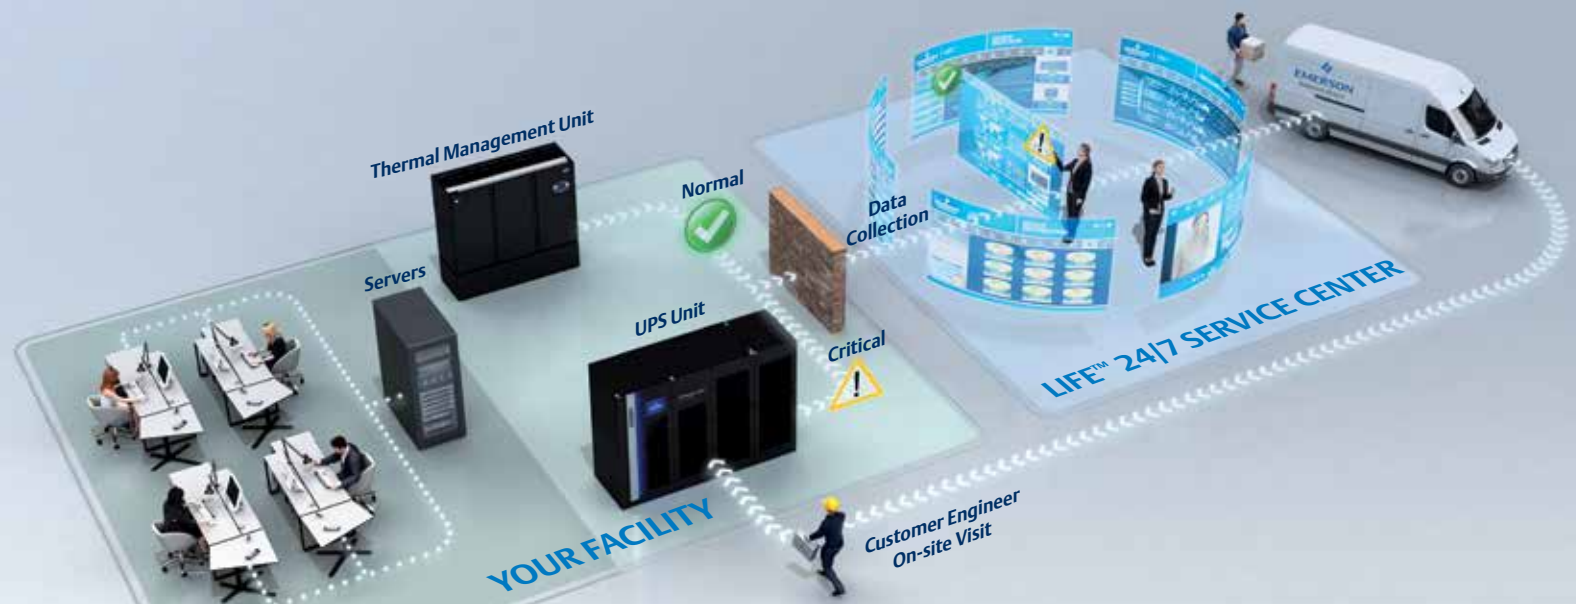 Thermal Management Unit
Normal
Servers
Data
Collection
UPS Unit
Critical
EMERSON
LIFE™ 24|7 SERVICE CENTER
YOUR FACILITY
Customer Engineer
On-site Visit